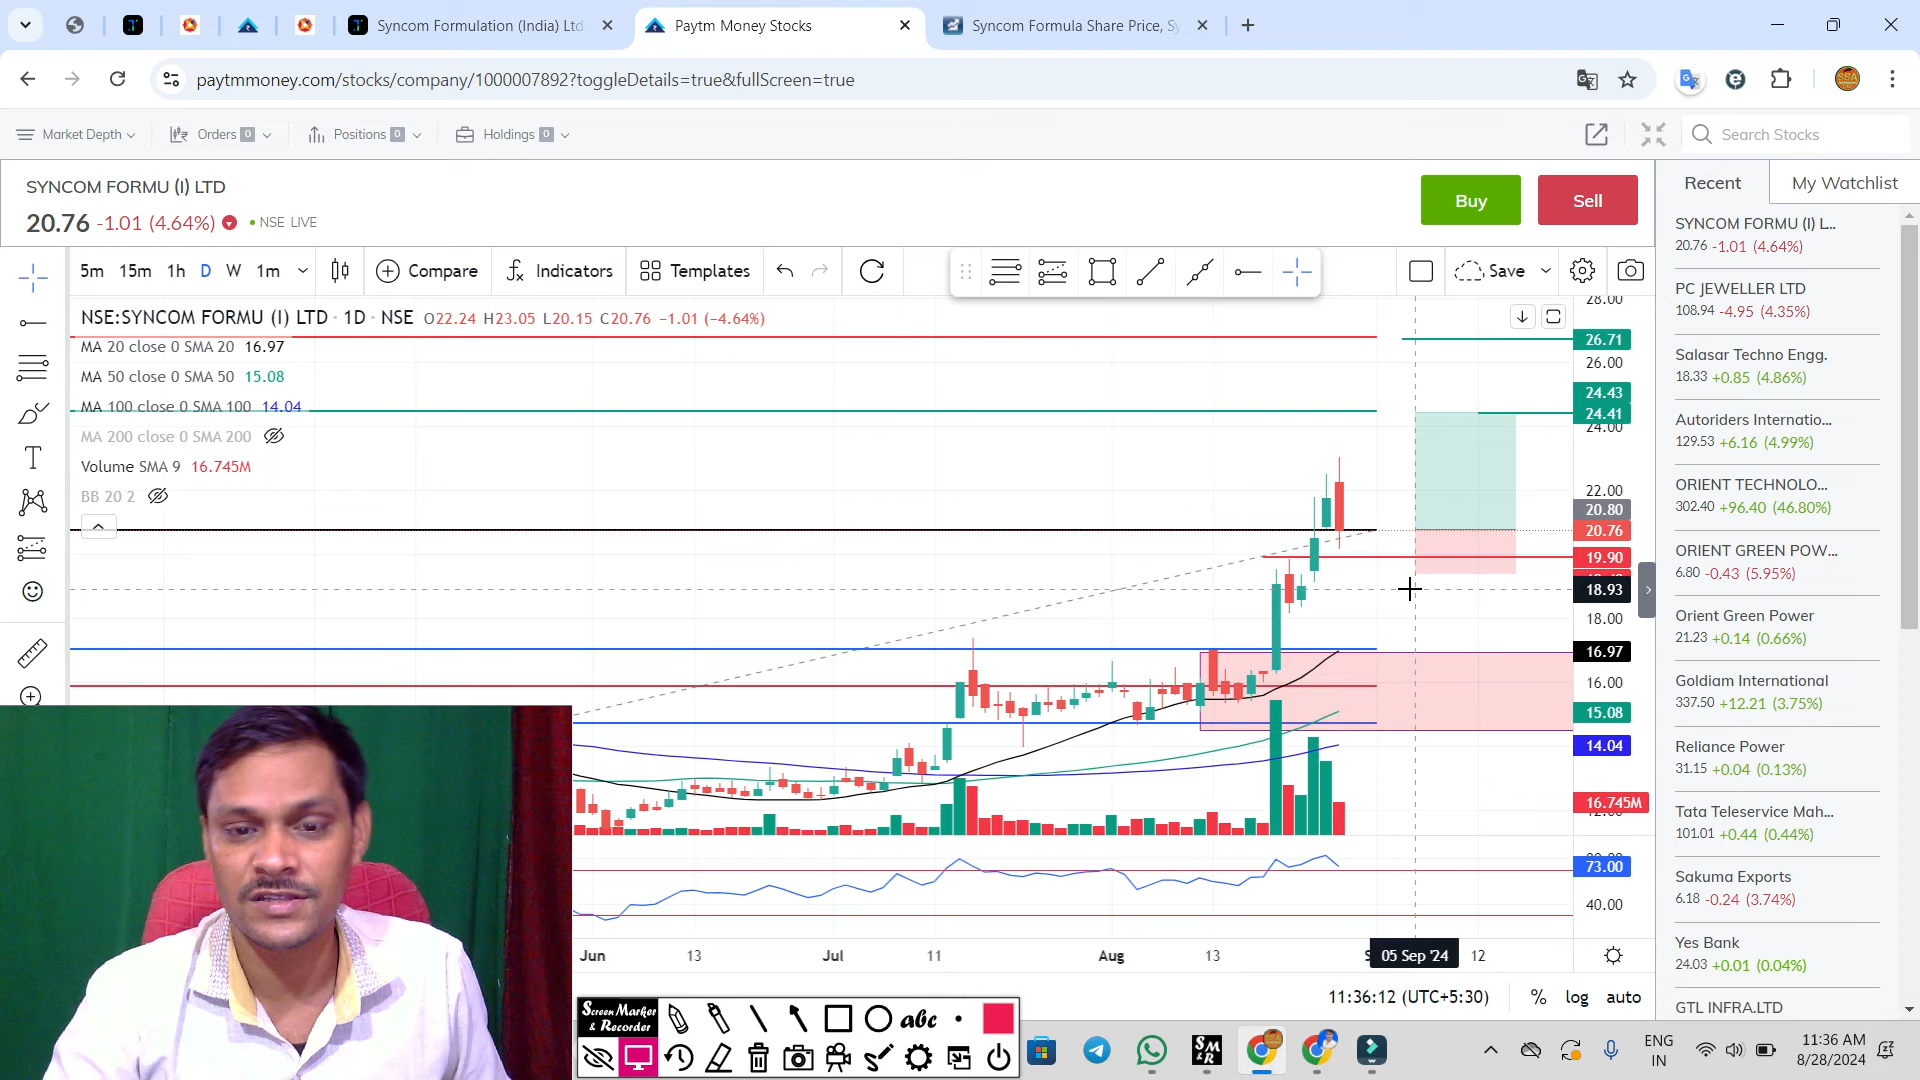 Syncom Formulation (India) Ltd
Paytm Money Stocks
Syncom Formula Share Price, Sy
paytmmoney.com/stocks/company/1000007892?toggleDetails=true&fullScreen=true
Market Depth
Orders 0
Positions 0
Holdings 0
Search Stocks
SYNCOM FORMU (I) LTD
20.76 -1.01 (4.64%) • NSE LIVE
Buy
Sell
Recent
My Watchlist
5m 15m 1h D W 1m
Compare
Indicators
Templates
Save
NSE:SYNCOM FORMU (I) LTD · 1D · NSE O22.24 H23.05 L20.15 C20.76 −1.01 (−4.64%)
MA 20 close 0 SMA 20 16.97
MA 50 close 0 SMA 50 15.08
MA 100 close 0 SMA 100 14.04
MA 200 close 0 SMA 200
Volume SMA 9 16.745M
BB 20 2
28.00
26.71
26.00
24.43
24.41
24.00
22.00
20.80
20.76
19.90
18.93
18.00
16.97
16.00
15.08
14.04
16.745M
73.00
40.00
Jun 13 Jul 11 Aug 13 05 Sep '24 12
11:36:12 (UTC+5:30) % log auto
SYNCOM FORMU (I) L...
20.76 -1.01 (4.64%)
PC JEWELLER LTD
108.94 -4.95 (4.35%)
Salasar Techno Engg.
18.33 +0.85 (4.86%)
Autoriders Internatio...
129.53 +6.16 (4.99%)
ORIENT TECHNOLO...
302.40 +96.40 (46.80%)
ORIENT GREEN POW...
6.80 -0.43 (5.95%)
Orient Green Power
21.23 +0.14 (0.66%)
Goldiam International
337.50 +12.21 (3.75%)
Reliance Power
31.15 +0.04 (0.13%)
Tata Teleservice Mah...
101.01 +0.44 (0.44%)
Sakuma Exports
6.18 -0.24 (3.74%)
Yes Bank
24.03 +0.01 (0.04%)
GTL INFRA.LTD
Screen Marker
& Recorder
abc
SM
&R
ENG
IN
11:36 AM
8/28/2024